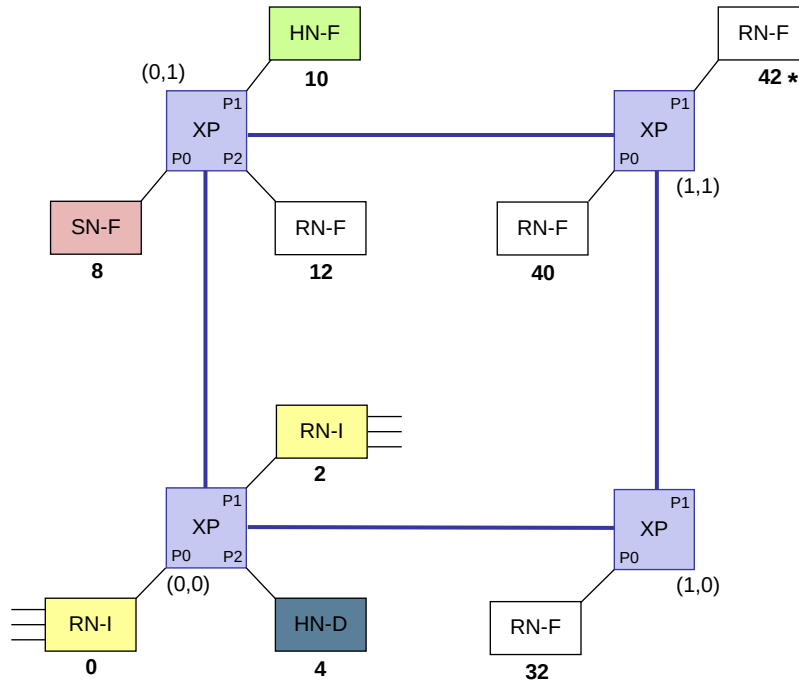 HN-F
10
RN-F
42 *
(0,1)
P1
XP
P0 P2
P1
XP
P0
(1,1)
SN-F
8
RN-F
12
RN-F
40
RN-I
2
P1
XP
P0 P2
(0,0)
P1
XP
P0
(1,0)
RN-I
0
HN-D
4
RN-F
32